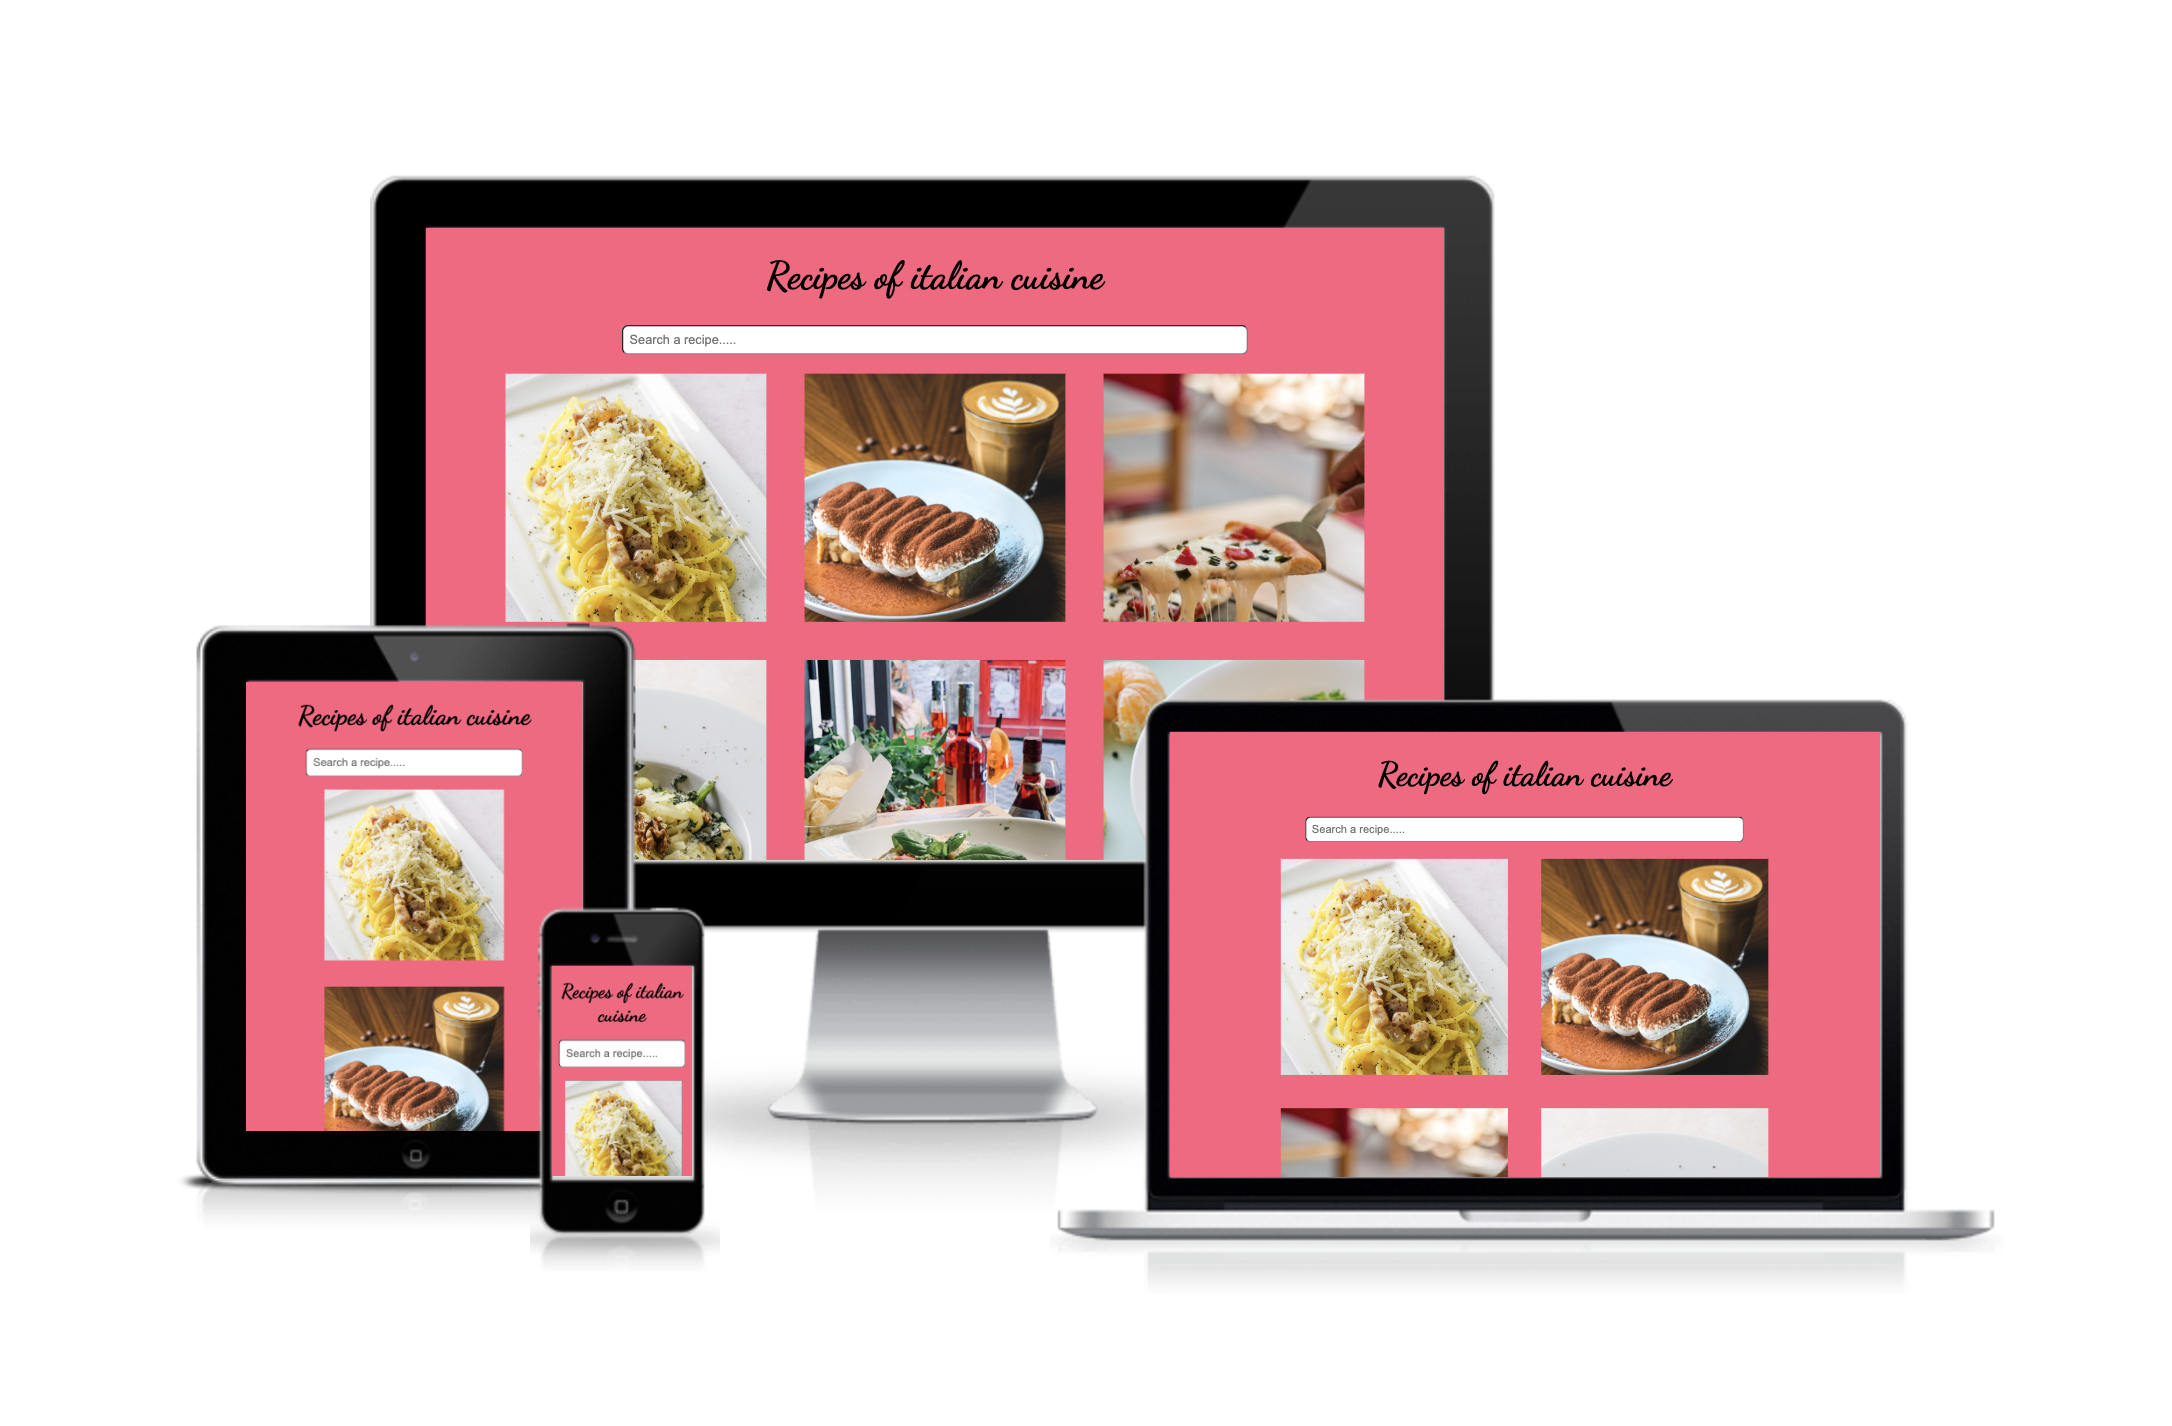 Recipes of italian cuisine
Search a recipe.....
Recipes of italian cuisine
Search a recipe.....
Recipes of italian
cuisine
Search a recipe.....
Recipes of italian cuisine
Search a recipe.....